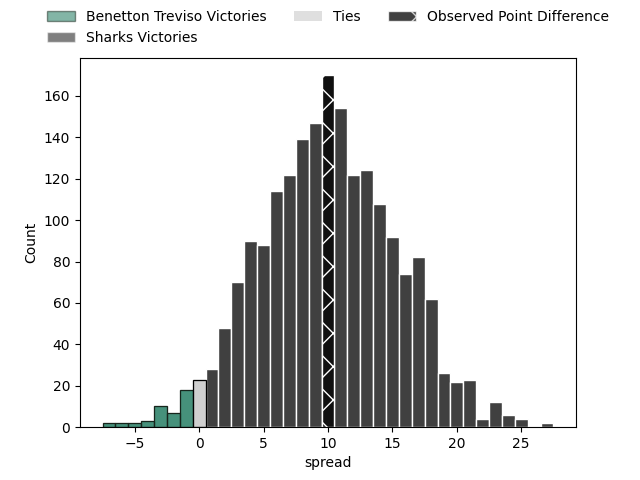 Benetton Treviso Victories
Ties
Observed Point Difference
Sharks Victories
160
140
120
100
80
60
40
20
0
−5
0
5
10
15
20
25
Count
spread